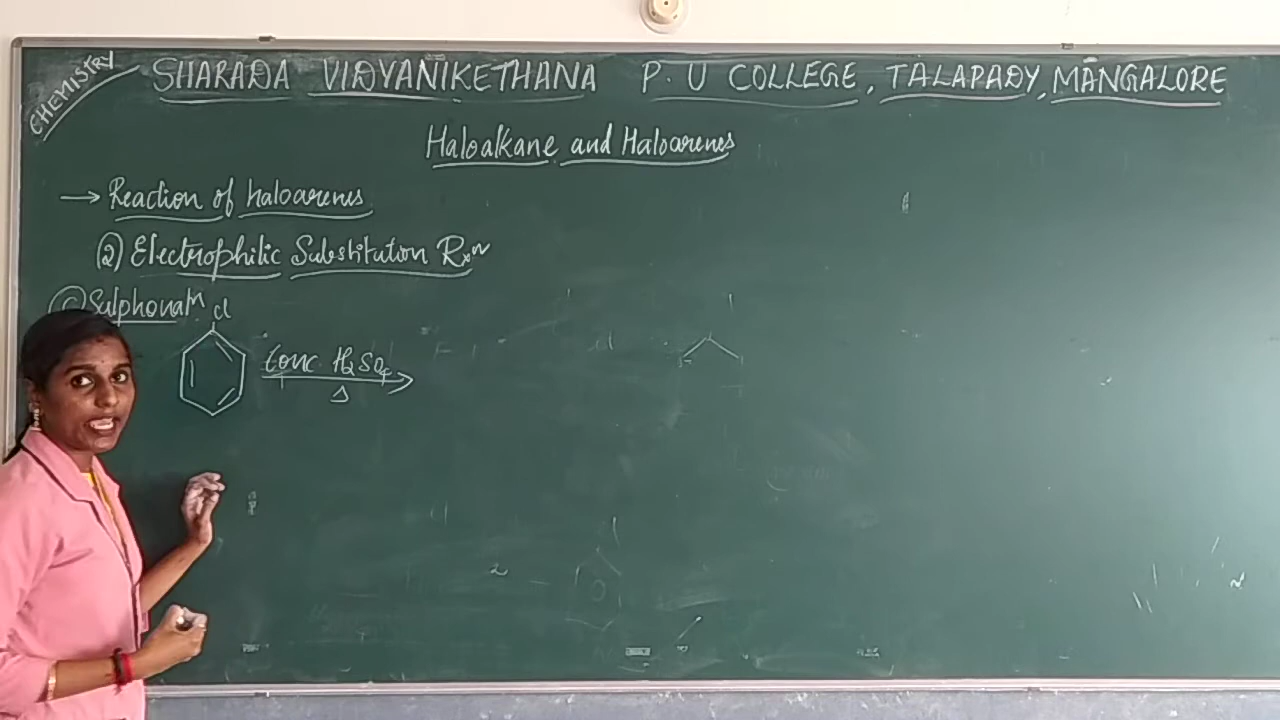 CHEMISTRY
SHARADA VIDYANIKETHANA P. U COLLEGE, TALAPADY, MANGALORE
Haloalkane and Haloarenes
→ Reaction of haloarenes
(2) Electrophilic Substitution Rxn
(C) Sulphonatn
Cl
Conc. H2SO4
Δ